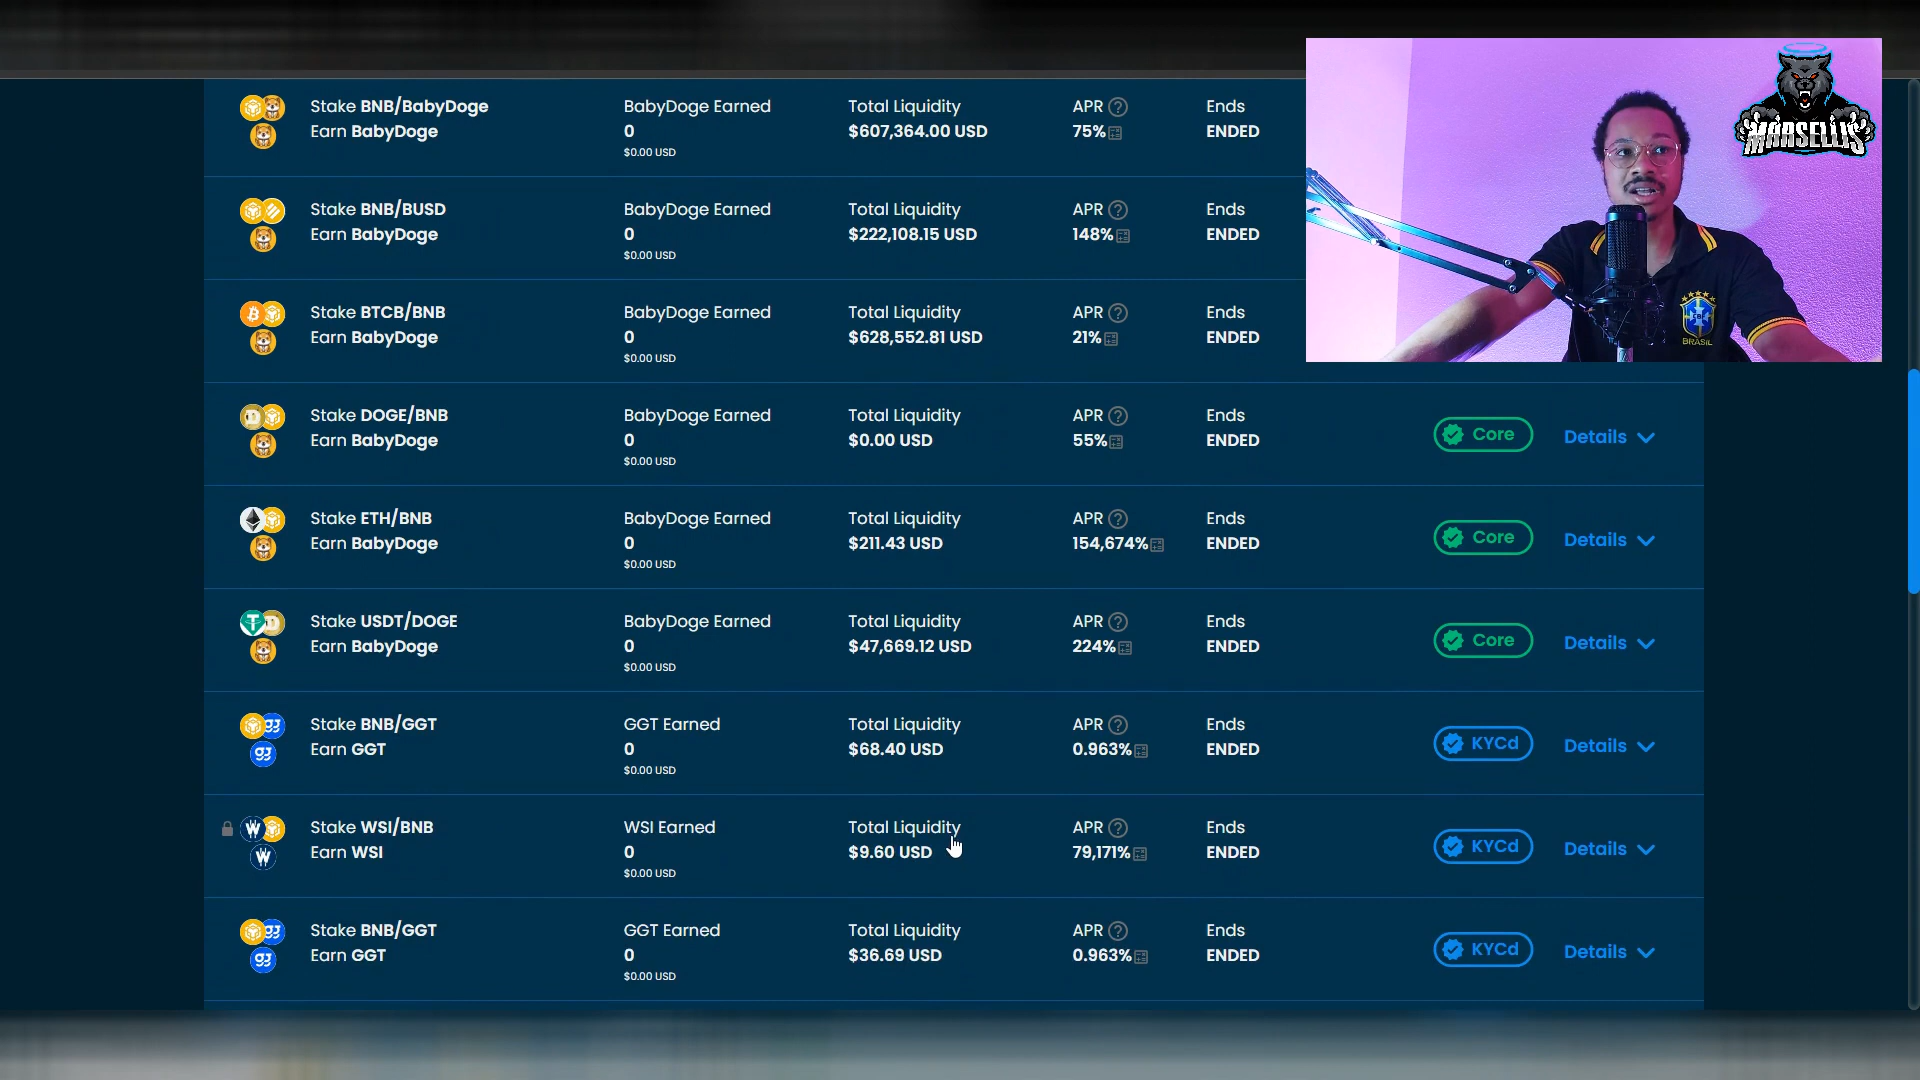 Stake BNB/BabyDoge BabyDoge Earned Total Liquidity APR ? Ends
Earn BabyDoge 0 $607,364.00 USD 75% ENDED
$0.00 USD
Stake BNB/BUSD BabyDoge Earned Total Liquidity APR ? Ends
Earn BabyDoge 0 $222,108.15 USD 148% ENDED
$0.00 USD
Stake BTCB/BNB BabyDoge Earned Total Liquidity APR ? Ends
Earn BabyDoge 0 $628,552.81 USD 21% ENDED
$0.00 USD
Stake DOGE/BNB BabyDoge Earned Total Liquidity APR ? Ends Core Details
Earn BabyDoge 0 $0.00 USD 55% ENDED
$0.00 USD
Stake ETH/BNB BabyDoge Earned Total Liquidity APR ? Ends Core Details
Earn BabyDoge 0 $211.43 USD 154,674% ENDED
$0.00 USD
Stake USDT/DOGE BabyDoge Earned Total Liquidity APR ? Ends Core Details
Earn BabyDoge 0 $47,669.12 USD 224% ENDED
$0.00 USD
Stake BNB/GGT GGT Earned Total Liquidity APR ? Ends KYCd Details
Earn GGT 0 $68.40 USD 0.963% ENDED
$0.00 USD
Stake WSI/BNB WSI Earned Total Liquidity APR ? Ends KYCd Details
Earn WSI 0 $9.60 USD 79,171% ENDED
$0.00 USD
Stake BNB/GGT GGT Earned Total Liquidity APR ? Ends KYCd Details
Earn GGT 0 $36.69 USD 0.963% ENDED
$0.00 USD
MARSELLIS
CBF
BRASIL